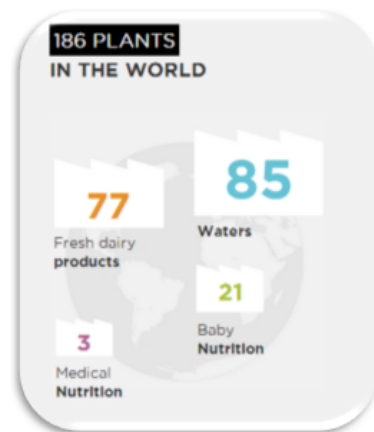 186 PLANTS
IN THE WORLD
77
Fresh dairy
products
85
Waters
3
Medical
Nutrition
21
Baby
Nutrition